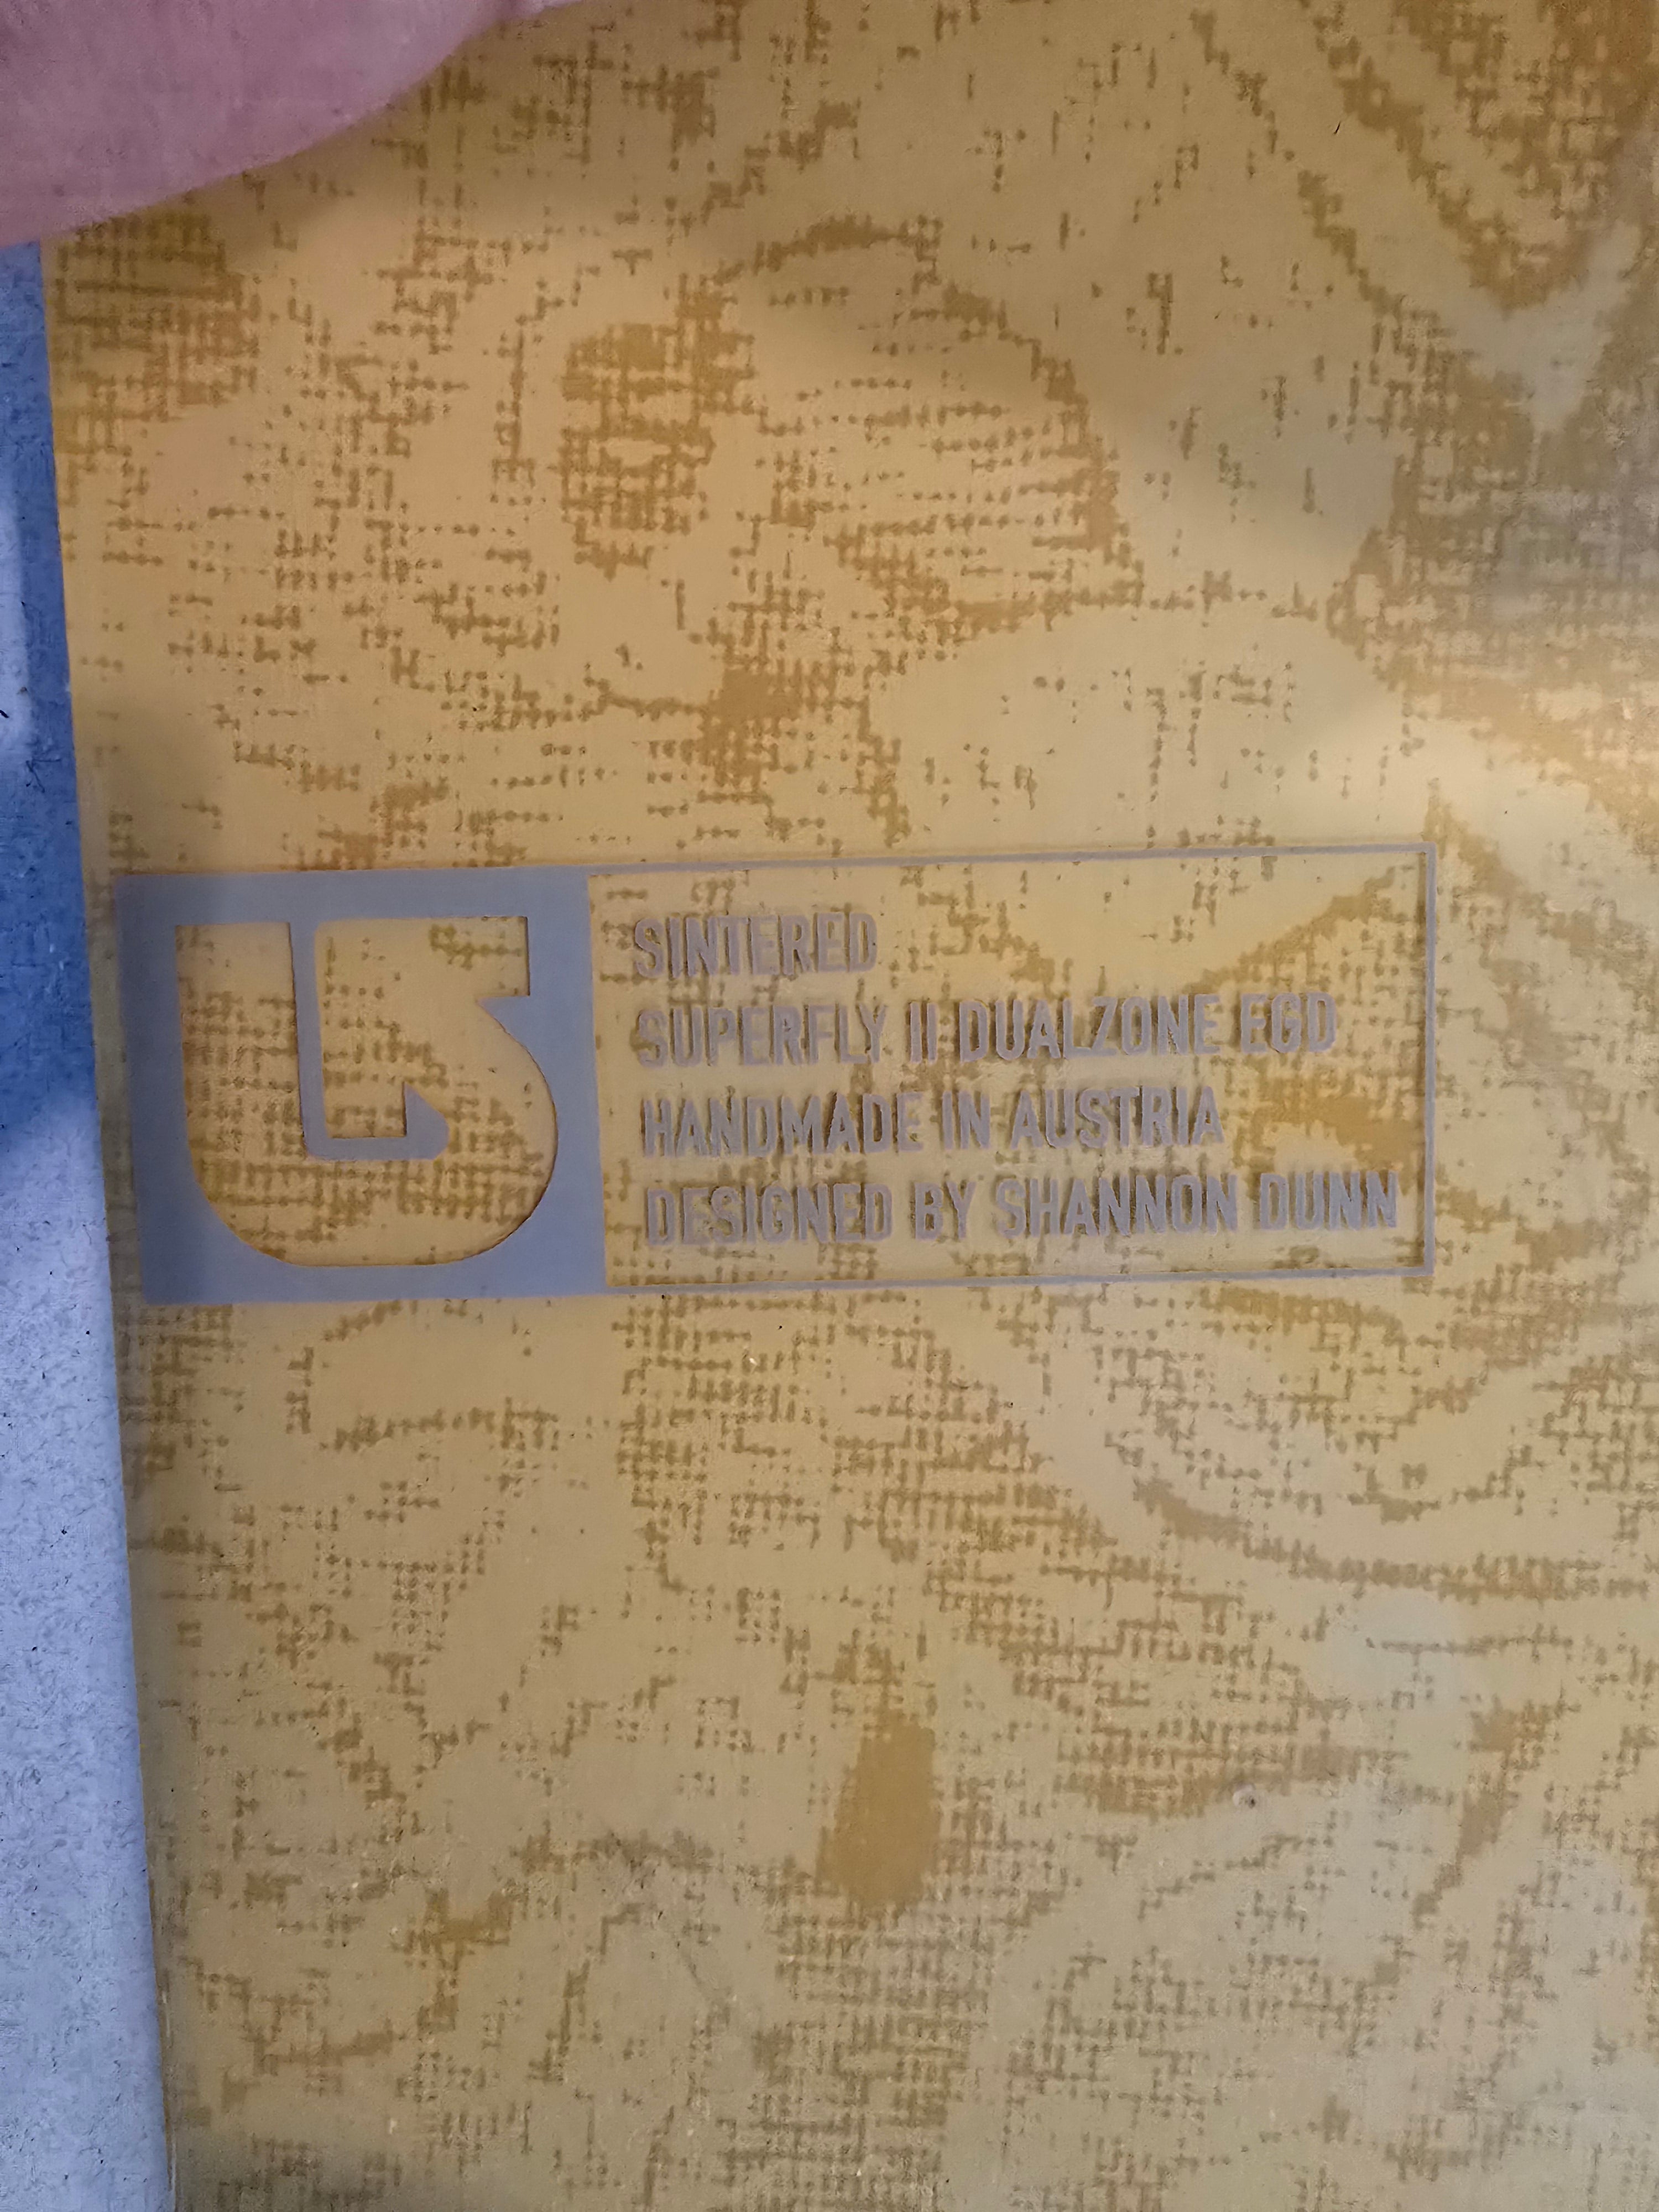 SINTERED
SUPERFLY II DUALZONE EGD
HANDMADE IN AUSTRIA
DESIGNED BY SHANNON DUNN